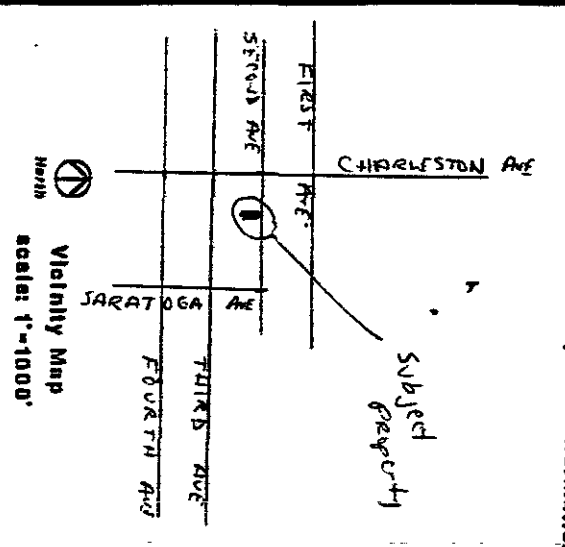 FIRST AVE.
SECOND AVE
CHARLESTON AVE
SARATOGA AVE
THIRD AVE
FOURTH AVE
Subject
Property
North
Vicinity Map
scale: 1"=1000'